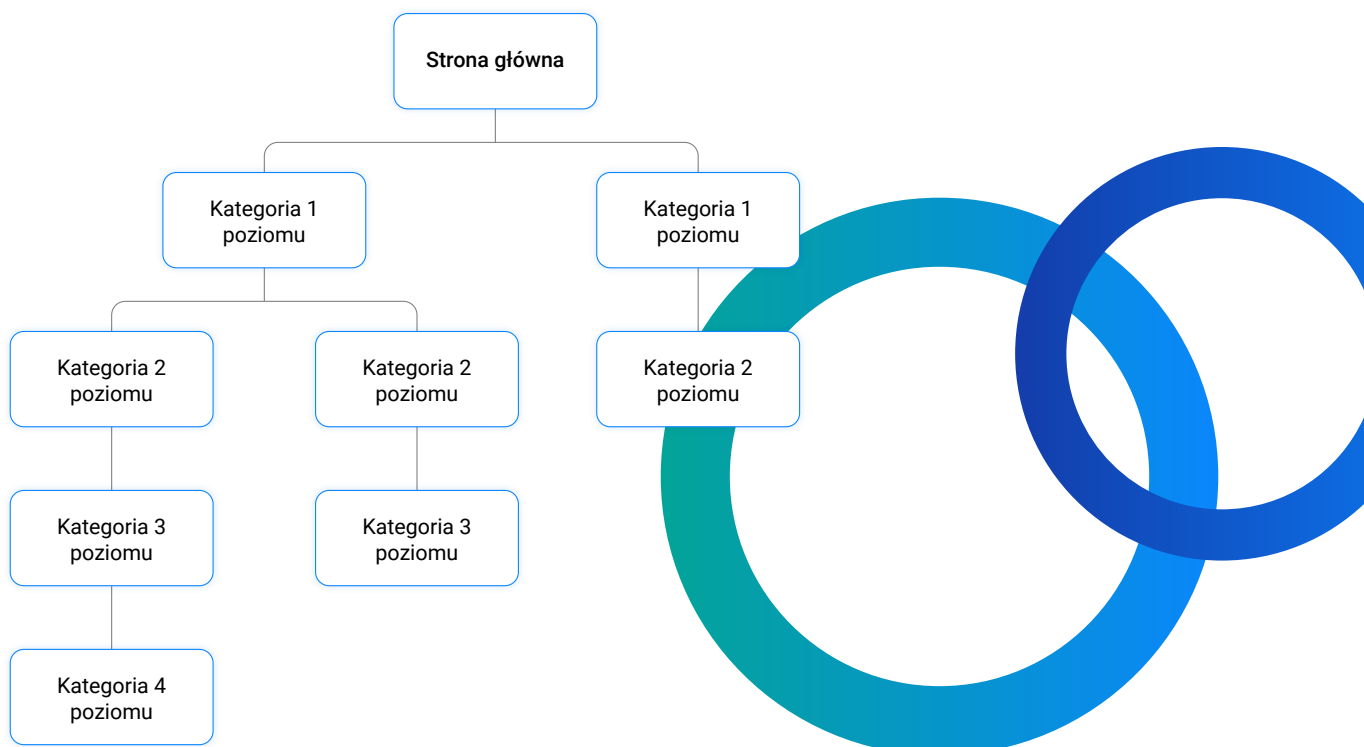 Strona główna
Kategoria 1
poziomu
Kategoria 1
poziomu
Kategoria 2
poziomu
Kategoria 2
poziomu
Kategoria 2
poziomu
Kategoria 3
poziomu
Kategoria 3
poziomu
Kategoria 4
poziomu